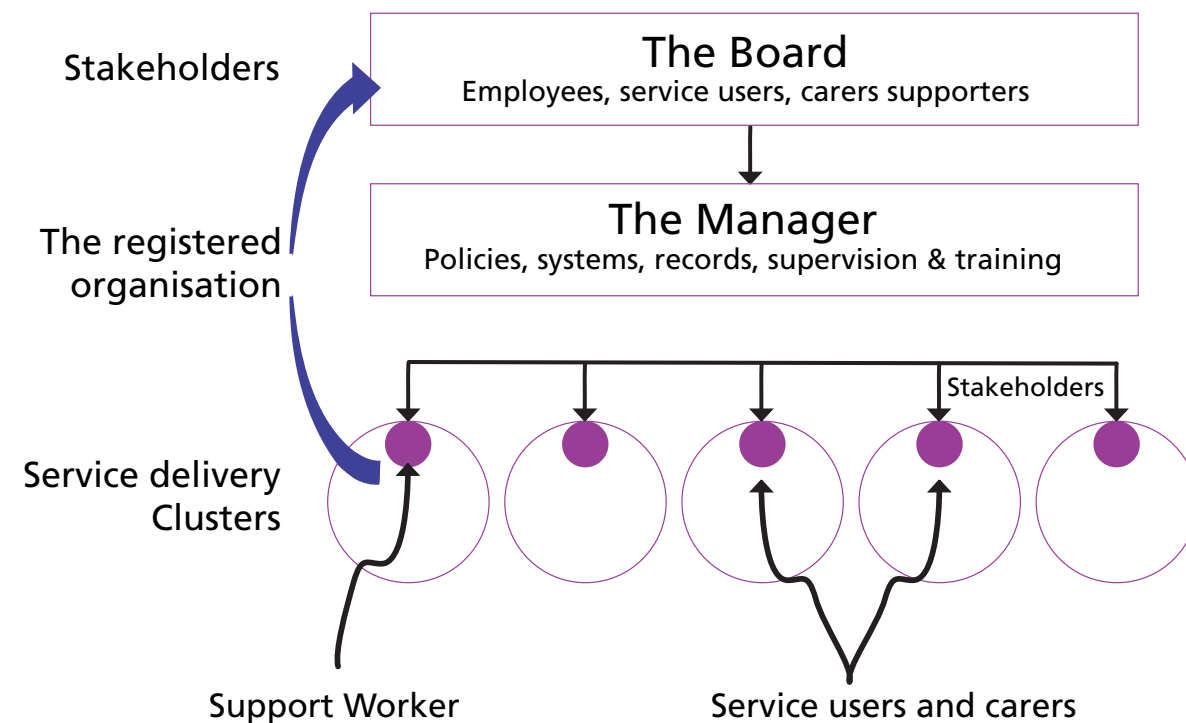 Stakeholders
The Board
Employees, service users, carers supporters
The registered
organisation
The Manager
Policies, systems, records, supervision & training
Stakeholders
Service delivery
Clusters
Support Worker
Service users and carers